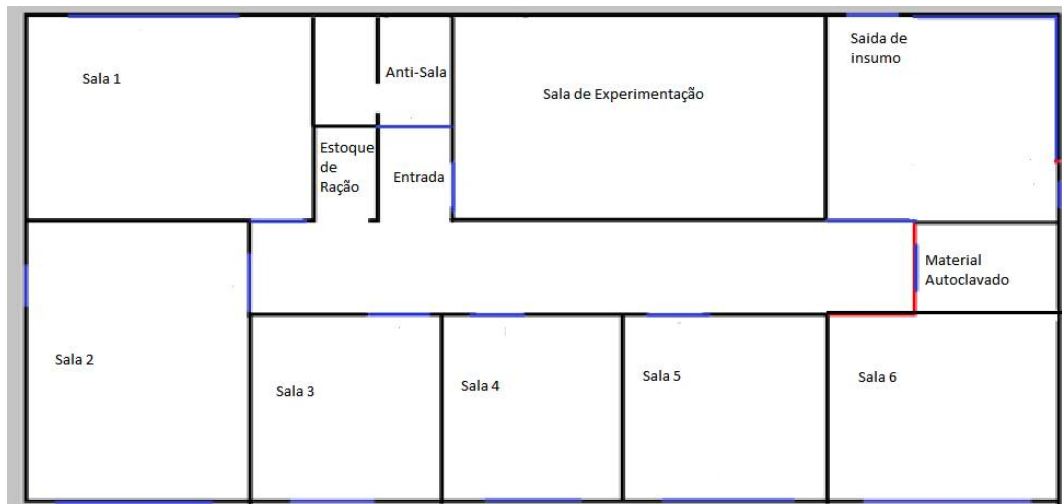 Sala 1
Anti-Sala
Sala de Experimentação
Saida de
insumo
Estoque
de
Ração
Entrada
Material
Autoclavado
Sala 2
Sala 3
Sala 4
Sala 5
Sala 6